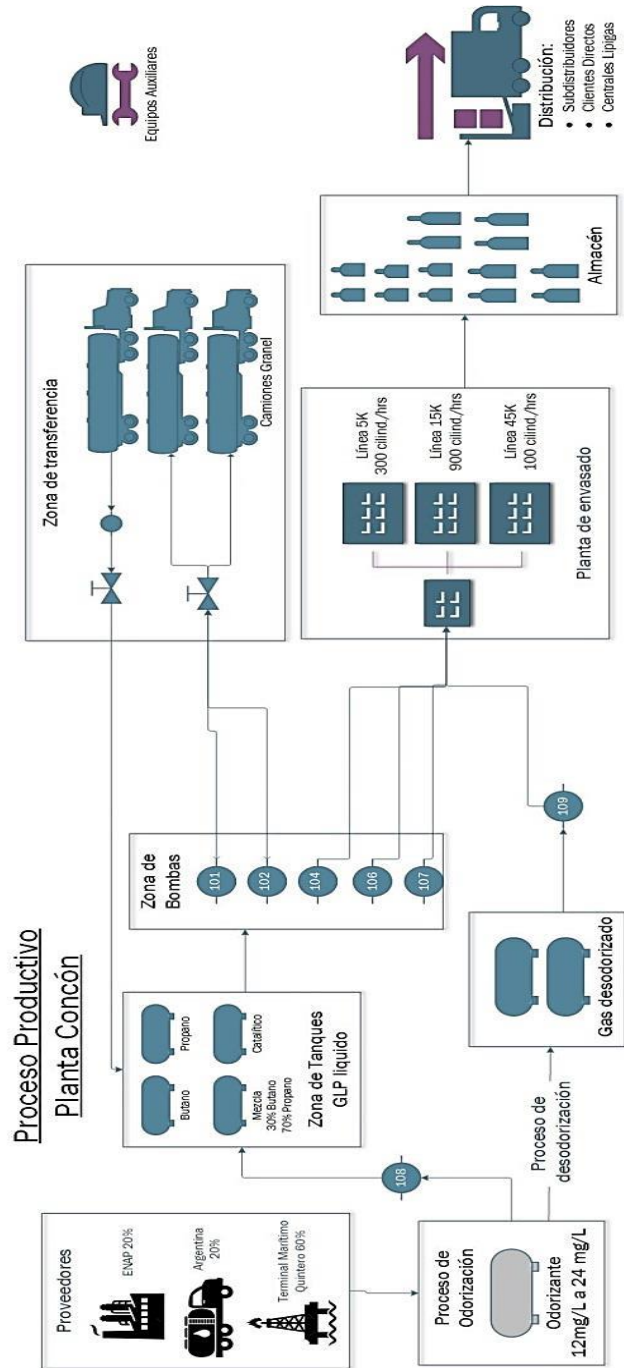 Proceso Productivo
Planta Concón
Proveedores
ENAP 20%
Argentina
20%
Terminal Marítimo
Quintero 60%
Proceso de
Odorización
Odorizante
12mg/L a 24 mg/L
108
Proceso de
desodorización
Gas desodorizado
109
Butano
Propano
Mezcla
30% Butano
70% Propano
Catalítico
Zona de Tanques
GLP liquido
Zona de
Bombas
101
102
104
106
107
Zona de transferencia
Camiones Granel
Línea 5K
300 cilind./hrs
Línea 15K
900 cilind./hrs
Línea 45K
100 cilind./hrs
Planta de envasado
Almacén
Equipos Auxiliares
Distribución:
• Subdistribuidores
• Clientes Directos
• Centrales Lipigas